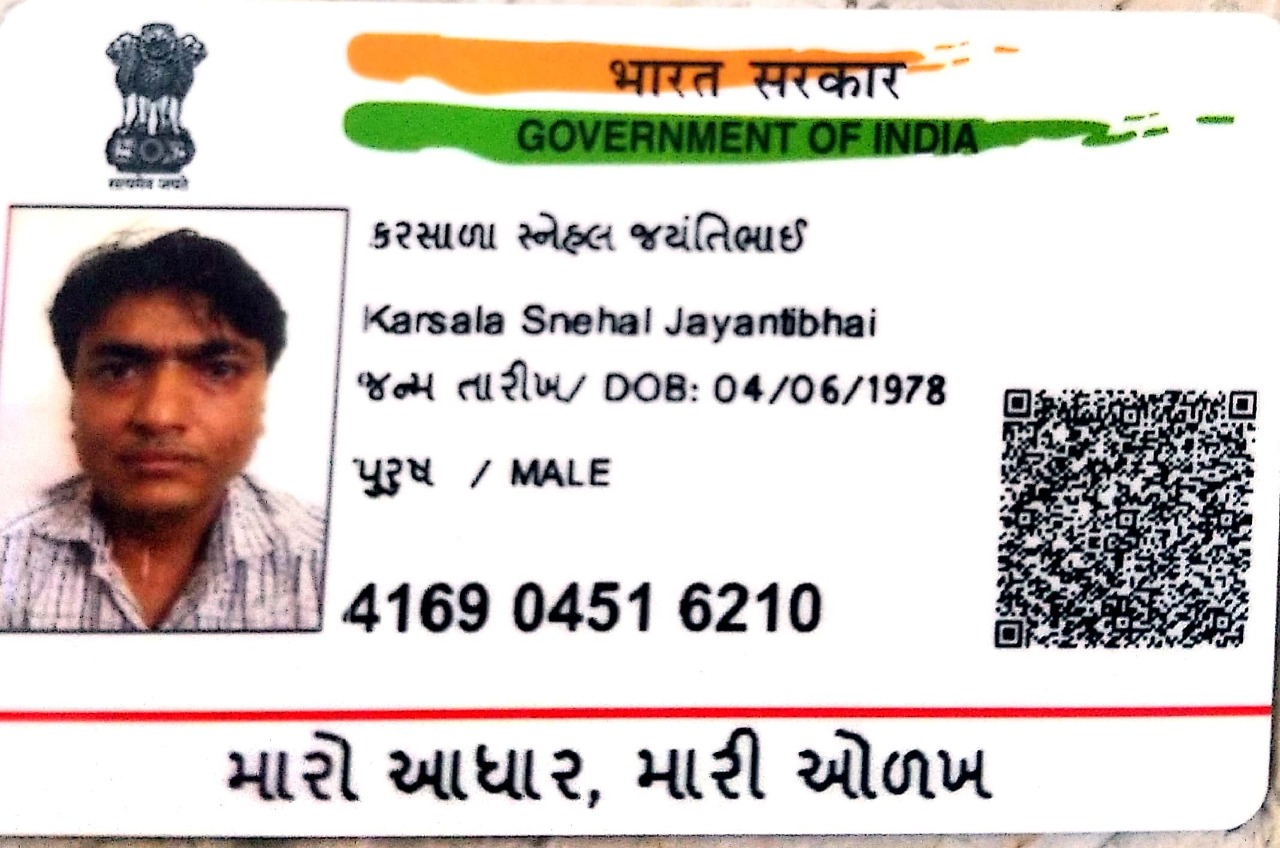 भारत सरकार
GOVERNMENT OF INDIA
सत्यमेव जयते
કરસાળા સ્નેહલ જયંતિભાઈ
Karsala Snehal Jayantibhai
જન્મ તારીખ/ DOB: 04/06/1978
પુરુષ / MALE
4169 0451 6210
મારો આધાર, મારી ઓળખ